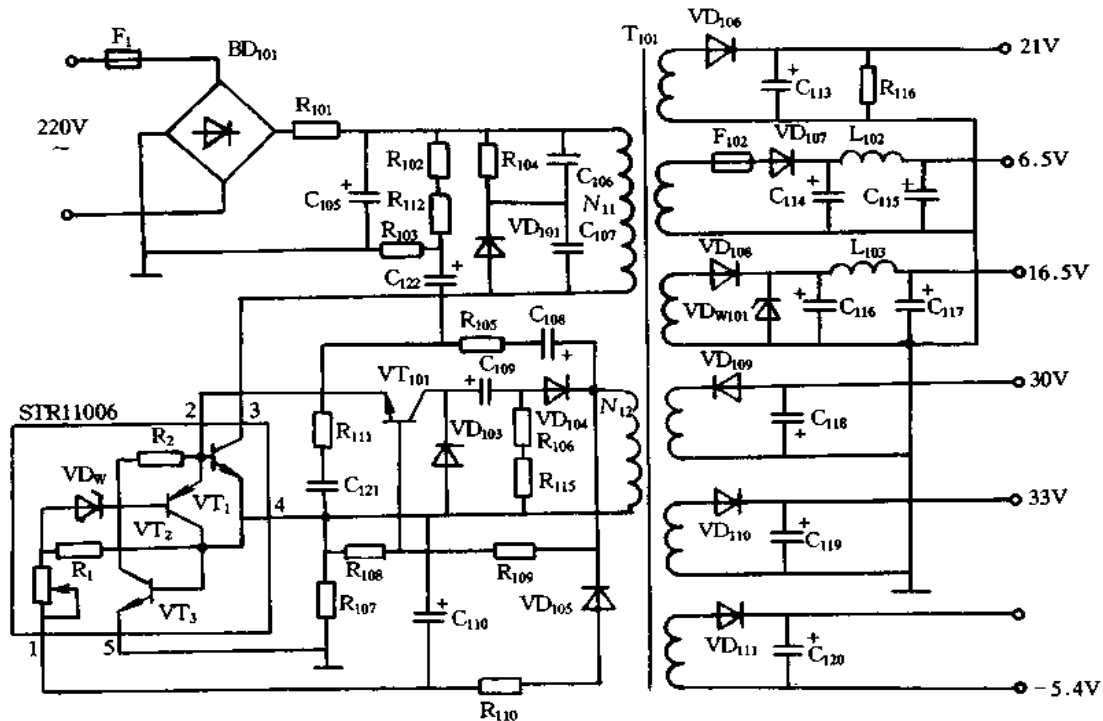 F₁
BD₁₀₁
220V
~
R₁₀₁
R₁₀₂
R₁₁₂
R₁₀₃
C₁₀₅
R₁₀₄
C₁₀₆
VD₁₀₁
C₁₀₇
N₁₁
C₁₂₂
T₁₀₁
VD₁₀₆
C₁₁₃
R₁₁₆
21V
F₁₀₂
VD₁₀₇
L₁₀₂
C₁₁₄
C₁₁₅
6.5V
VD₁₀₈
L₁₀₃
VDW₁₀₁
C₁₁₆
C₁₁₇
16.5V
VD₁₀₉
C₁₁₈
30V
VD₁₁₀
C₁₁₉
33V
VD₁₁₁
C₁₂₀
-5.4V
R₁₀₅
C₁₀₈
C₁₀₉
VT₁₀₁
VD₁₀₃
VD₁₀₄
N₁₂
R₁₀₆
R₁₁₅
R₁₁₁
C₁₂₁
STR11006
2
3
R₂
VDW
VT₁
VT₂
4
R₁
VT₃
1
5
R₁₀₈
R₁₀₉
R₁₀₇
C₁₁₀
VD₁₀₅
R₁₁₀